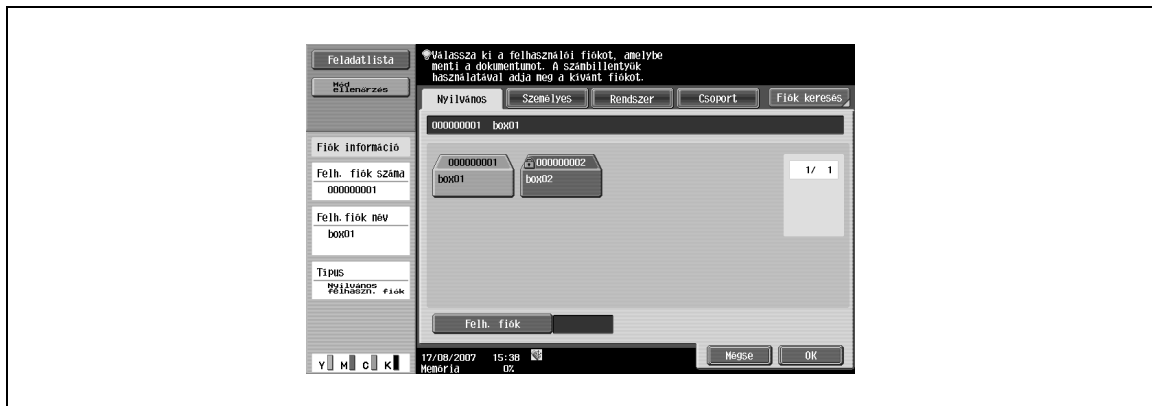 Feladatlista
Mód ellenőrzés
Válassza ki a felhasználói fiókot, amelybe
menti a dokumentumot. A számbillentyűk
használatával adja meg a kívánt fiókot.
Nyilvános
Személyes
Rendszer
Csoport
Fiók keresés
000000001 box01
Fiók információ
Felh. fiók száma
000000001
Felh.fiók név
box01
Típus
Nyilvános
felhaszn. fiók
000000001
box01
000000002
box02
1/ 1
Felh. fiók
Y M C K
17/08/2007 15:38
Memória 0%
Mégse
OK